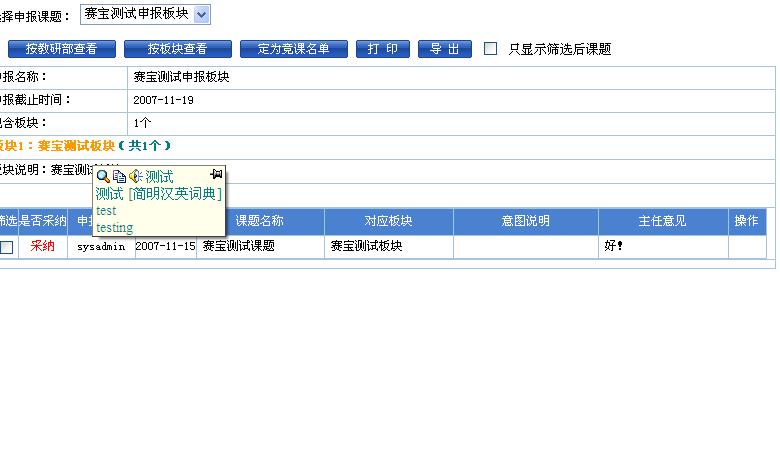 择申报课题： 赛宝测试申报板块
按教研部查看 按板块查看 定为竞课名单 打 印 导 出 只显示筛选后课题
报名称： 赛宝测试申报板块
报截止时间： 2007-11-19
含板块： 1个
块1：赛宝测试板块（共1个）
块说明：赛宝测
测试
测试 [简明汉英词典]
test
testing
筛选 是否采纳 申 课题名称 对应板块 意图说明 主任意见 操作
采纳 sysadmin 2007-11-15 赛宝测试课题 赛宝测试板块 好！